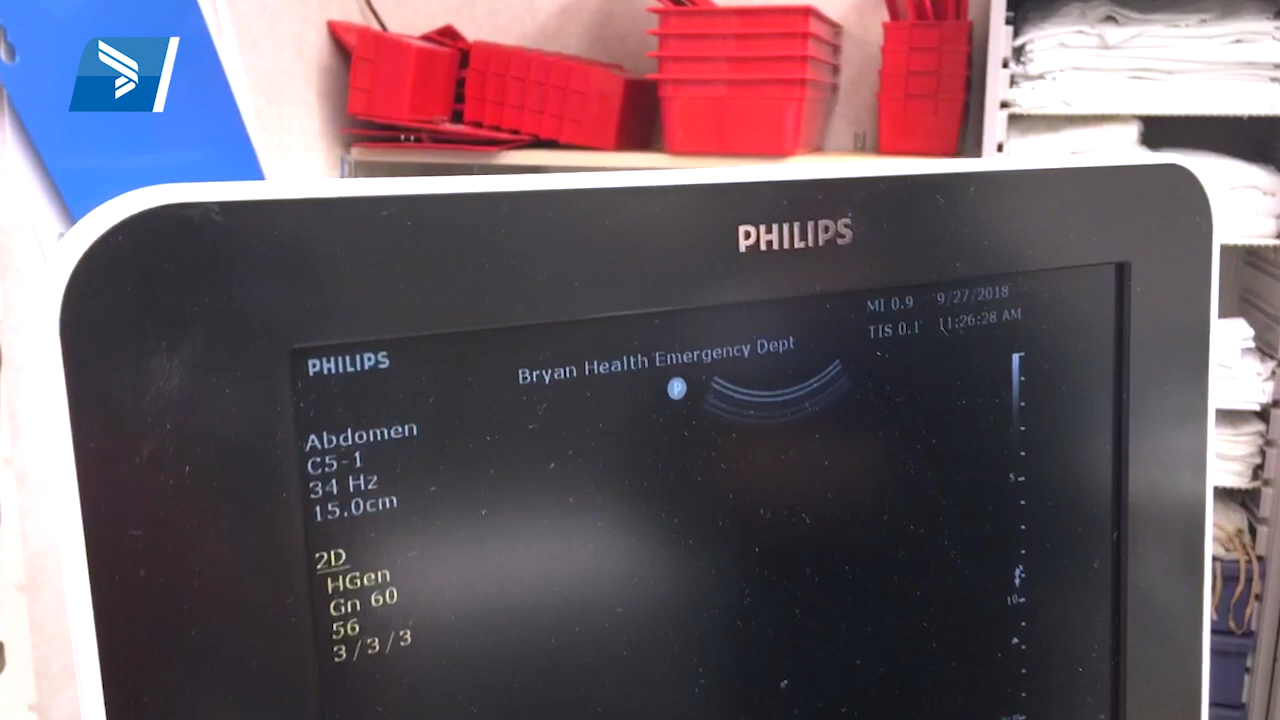 PHILIPS
MI 0.9 9/27/2018
TIS 0.1 11:26:28 AM
PHILIPS
Bryan Health Emergency Dept
P
Abdomen
C5-1
34 Hz
15.0cm
5
2D
HGen
Gn 60
56
3/3/3
10